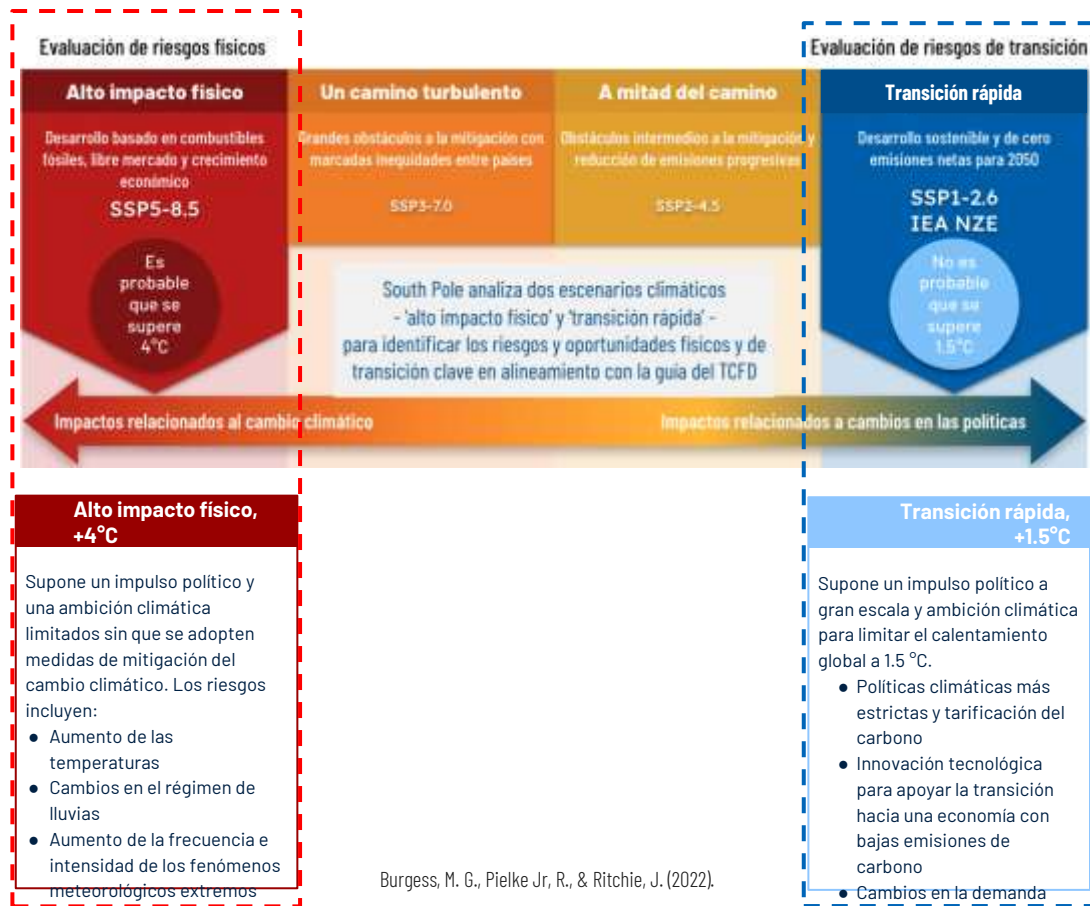 Evaluación de riesgos físicos
Evaluación de riesgos de transición
Alto impacto físico
Desarrollo basado en combustibles
fósiles, libre mercado y crecimiento
económico
SSP5-8.5
Es
probable
que se
supere
4°C
Un camino turbulento
Grandes obstáculos a la mitigación con
marcadas inequidades entre países
SSP3-7.0
A mitad del camino
Obstáculos intermedios a la mitigación y
reducción de emisiones progresivas
SSP2-4.5
Transición rápida
Desarrollo sostenible y de cero
emisiones netas para 2050
SSP1-2.6
IEA NZE
No es
probable
que se
supere
1.5°C
South Pole analiza dos escenarios climáticos
- 'alto impacto físico' y 'transición rápida' -
para identificar los riesgos y oportunidades físicos y de
transición clave en alineamiento con la guía del TCFD
Impactos relacionados al cambio climático
Impactos relacionados a cambios en las políticas
Alto impacto físico,
+4°C
Supone un impulso político y
una ambición climática
limitados sin que se adopten
medidas de mitigación del
cambio climático. Los riesgos
incluyen:
● Aumento de las
temperaturas
● Cambios en el régimen de
lluvias
● Aumento de la frecuencia e
intensidad de los fenómenos
meteorológicos extremos
Transición rápida,
+1.5°C
Supone un impulso político a
gran escala y ambición climática
para limitar el calentamiento
global a 1.5 °C.
● Políticas climáticas más
estrictas y tarificación del
carbono
● Innovación tecnológica
para apoyar la transición
hacia una economía con
bajas emisiones de
carbono
● Cambios en la demanda
Burgess, M. G., Pielke Jr, R., & Ritchie, J. (2022).